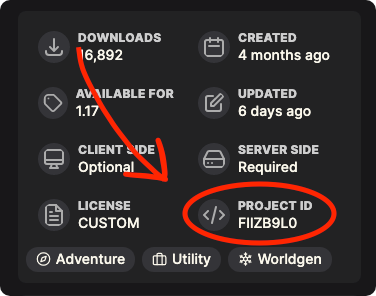 DOWNLOADS
16,892
CREATED
4 months ago
AVAILABLE FOR
1.17
UPDATED
6 days ago
CLIENT SIDE
Optional
SERVER SIDE
Required
LICENSE
CUSTOM
PROJECT ID
FIIZB9L0
Adventure
Utility
Worldgen